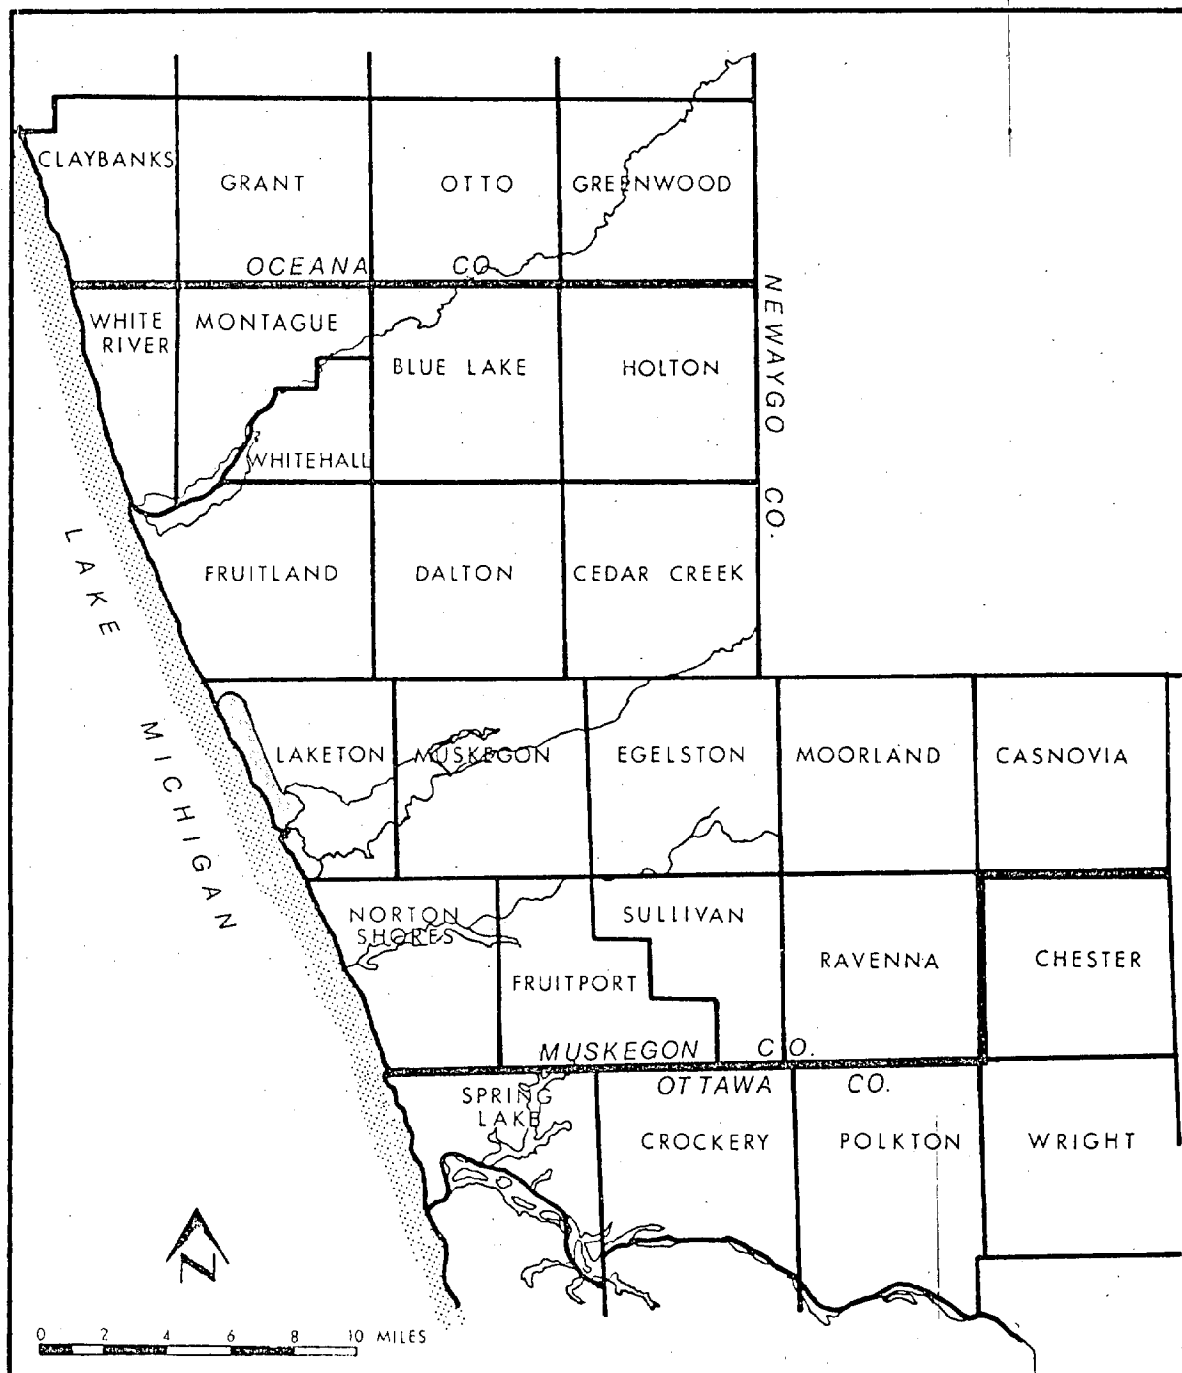 CLAYBANKS
GRANT
OTTO
GREENWOOD
OCEANA CO
NEWAYGO CO.
WHITE
RIVER
MONTAGUE
BLUE LAKE
HOLTON
WHITEHALL
FRUITLAND
DALTON
CEDAR CREEK
LAKE MICHIGAN
LAKETON
MUSKEGON
EGELSTON
MOORLAND
CASNOVIA
NORTON
SHORES
SULLIVAN
FRUITPORT
RAVENNA
CHESTER
MUSKEGON CO.
OTTAWA CO.
SPRING
LAKE
CROCKERY
POLKTON
WRIGHT
N
0 2 4 6 8 10 MILES